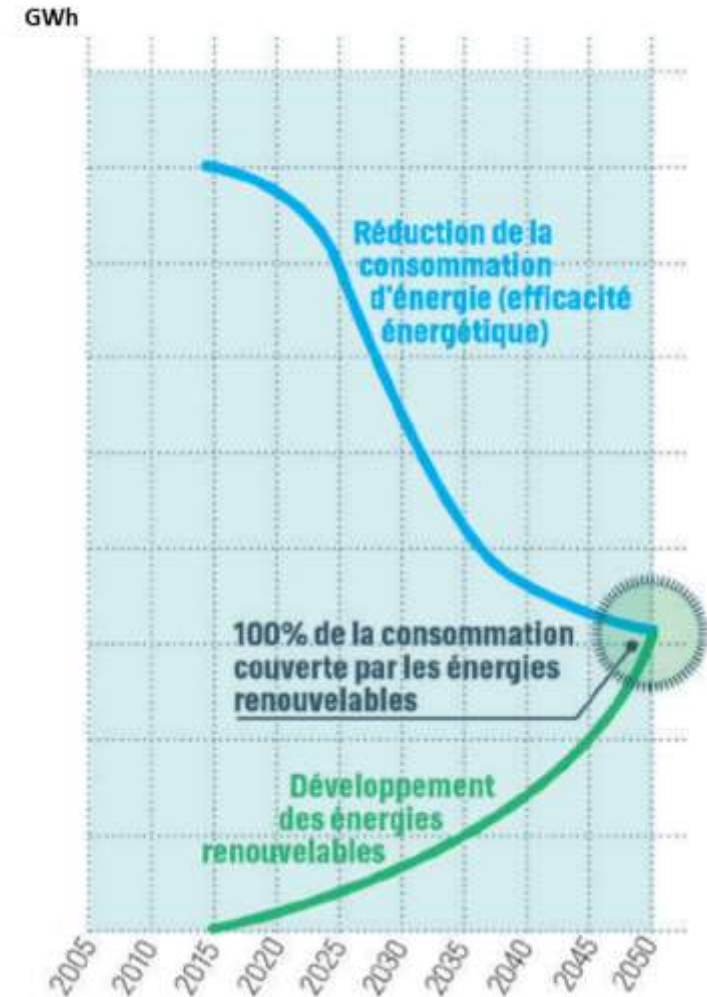 GWh
Réduction de la
consommation
d'énergie (efficacité
énergétique)
100% de la consommation
couverte par les énergies
renouvelables
Développement
des énergies
renouvelables
2005
2010
2015
2020
2025
2030
2035
2040
2045
2050